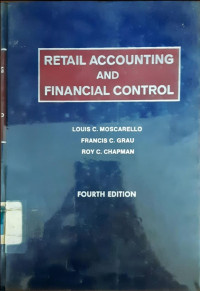 RETAIL ACCOUNTING
AND
FINANCIAL CONTROL
LOUIS C. MOSCARELLO
FRANCIS C. GRAU
ROY C. CHAPMAN
FOURTH EDITION